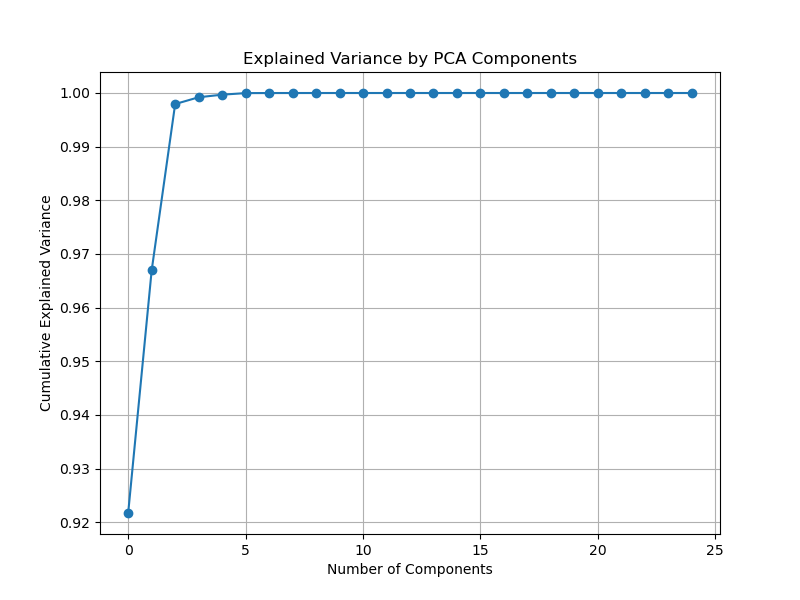 Explained Variance by PCA Components
Cumulative Explained Variance
1.00
0.99
0.98
0.97
0.96
0.95
0.94
0.93
0.92
0 5 10 15 20 25
Number of Components